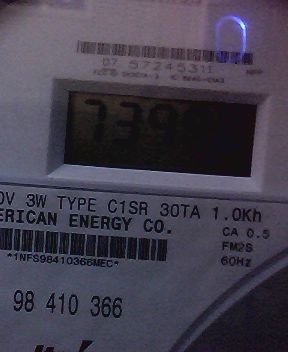 07 57245311
739
0V 3W TYPE C1SR 30TA 1.0Kh
ERICAN ENERGY CO.
CA 0.5
FM2S
*1NFS98410366MEC*
60Hz
98 410 366